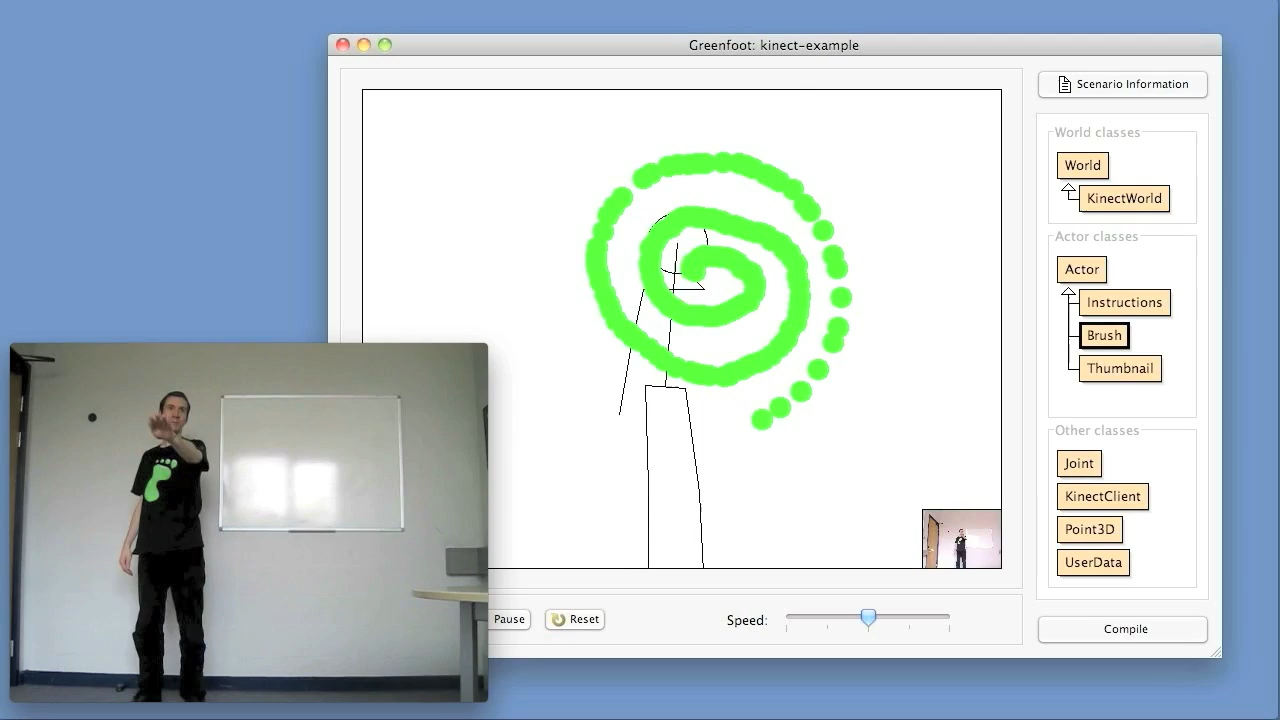 Greenfoot: kinect-example
Scenario Information
World classes
World
KinectWorld
Actor classes
Actor
Instructions
Brush
Thumbnail
Other classes
Joint
KinectClient
Point3D
UserData
Pause
Reset
Speed:
Compile